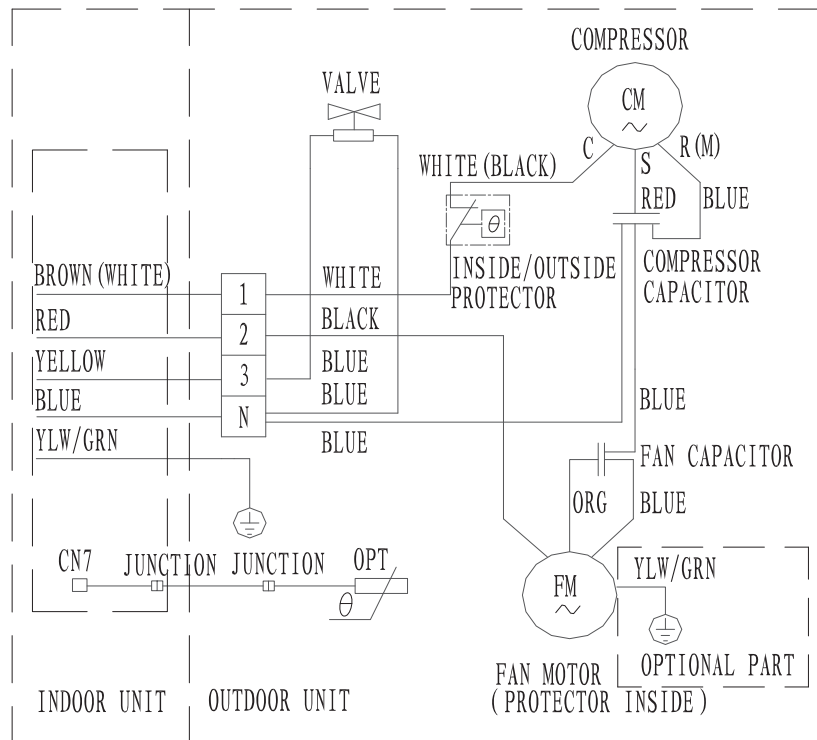 COMPRESSOR
VALVE
CM
C
S
R(M)
WHITE(BLACK)
RED
BLUE
θ
INSIDE/OUTSIDE
PROTECTOR
COMPRESSOR
CAPACITOR
BROWN(WHITE)
1
WHITE
RED
2
BLACK
YELLOW
3
BLUE
BLUE
BLUE
N
BLUE
BLUE
YLW/GRN
FAN CAPACITOR
ORG
BLUE
CN7
JUNCTION
JUNCTION
OPT
θ
FM
YLW/GRN
OPTIONAL PART
FAN MOTOR
(PROTECTOR INSIDE)
INDOOR UNIT
OUTDOOR UNIT